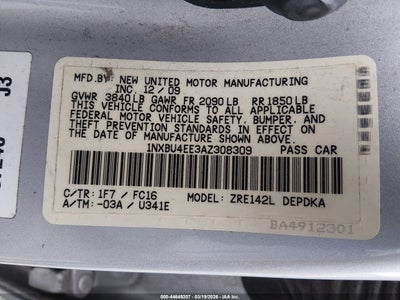 MFD.BY: NEW UNITED MOTOR MANUFACTURING
INC. 12/09
GVWR 3840LB GAWR FR 2090LB RR1850LB
THIS VEHICLE CONFORMS TO ALL APPLICABLE
FEDERAL MOTOR VEHICLE SAFETY, BUMPER, AND
THEFT PREVENTION STANDARDS IN EFFECT ON THE
DATE OF MANUFACTURE SHOWN ABOVE.
1NXBU4EE3AZ308309 PASS CAR
C/TR: 1F7 / FC16
A/TM: -03A / U341E
MODEL: ZRE142L DEPDKA
BA4912301
J3
000-44649207 - 03/19/2026 - IAA Inc.